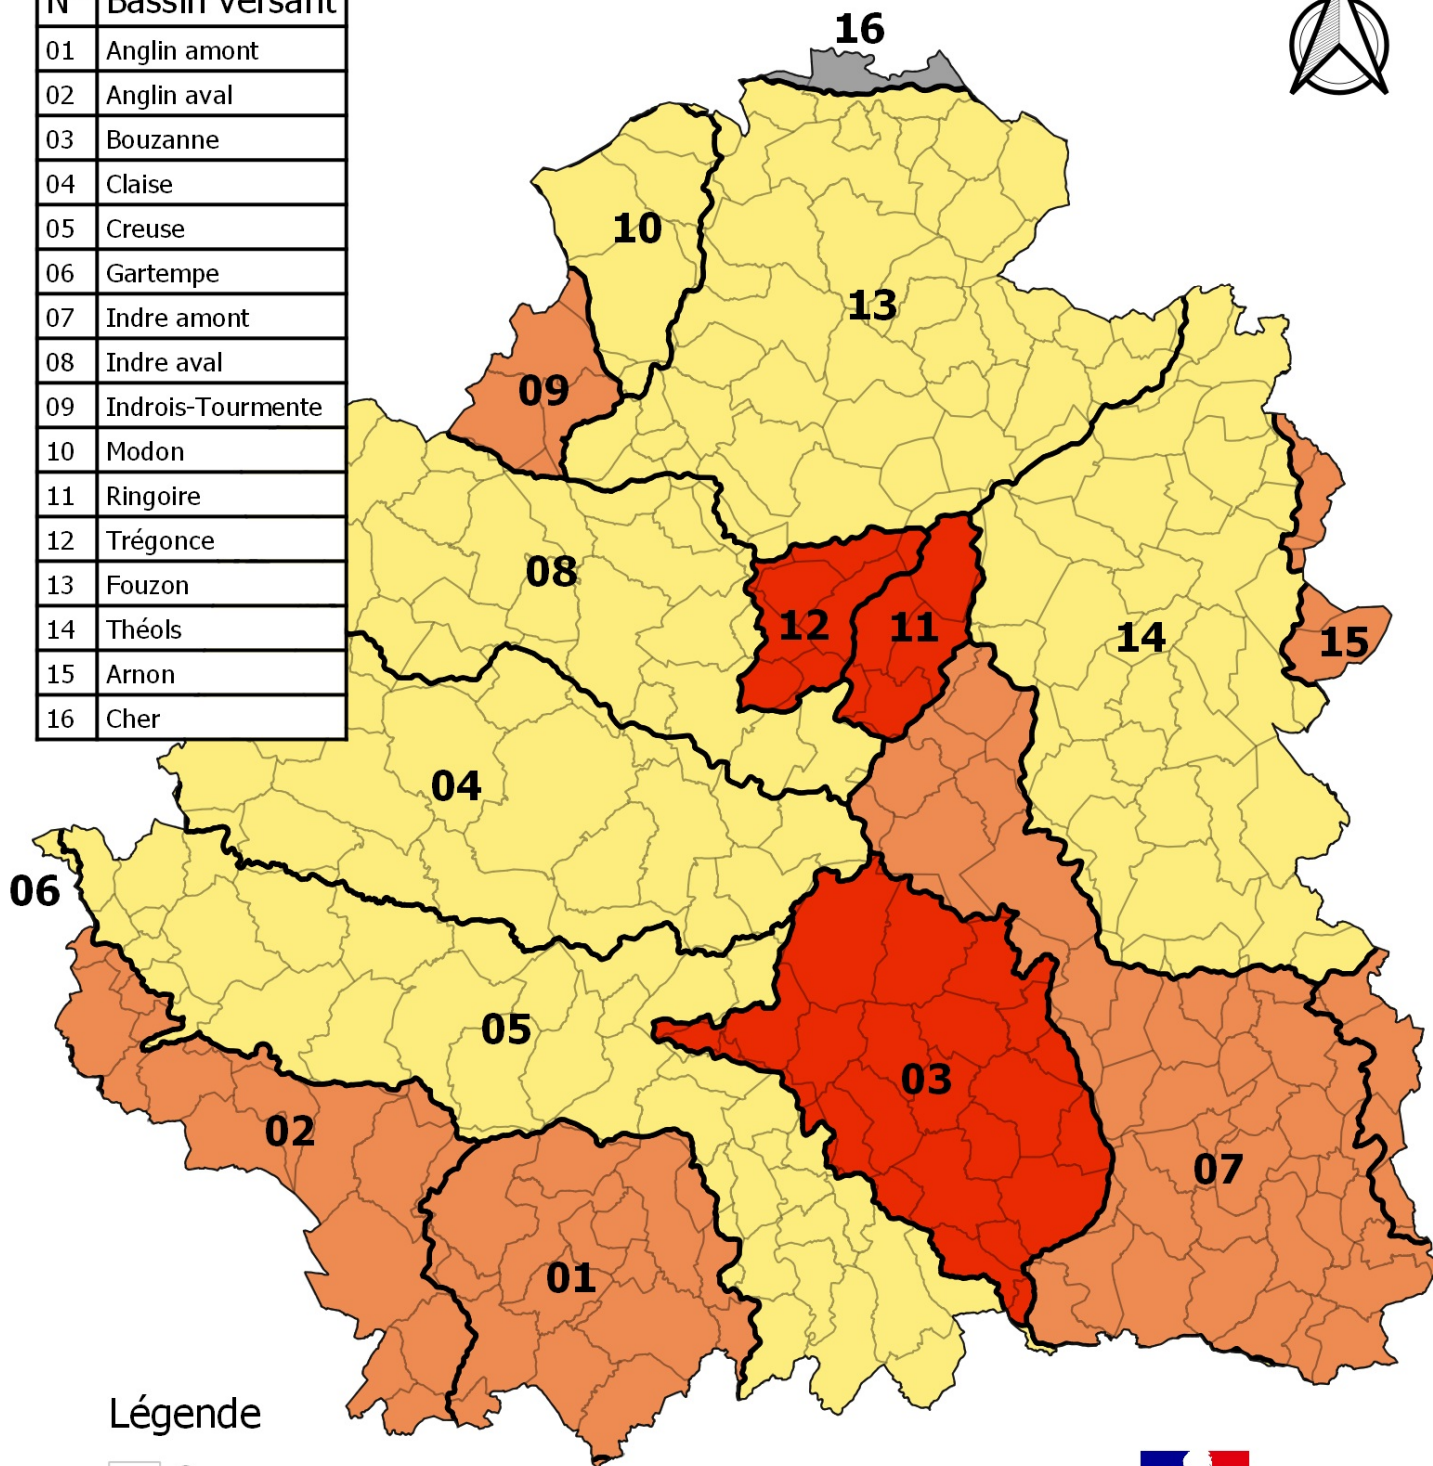 N° Bassin versant
01 Anglin amont
02 Anglin aval
03 Bouzanne
04 Claise
05 Creuse
06 Gartempe
07 Indre amont
08 Indre aval
09 Indrois-Tourmente
10 Modon
11 Ringoire
12 Trégonce
13 Fouzon
14 Théols
15 Arnon
16 Cher
16
10
13
09
08
12
11
14
15
04
06
05
03
02
07
01
Légende